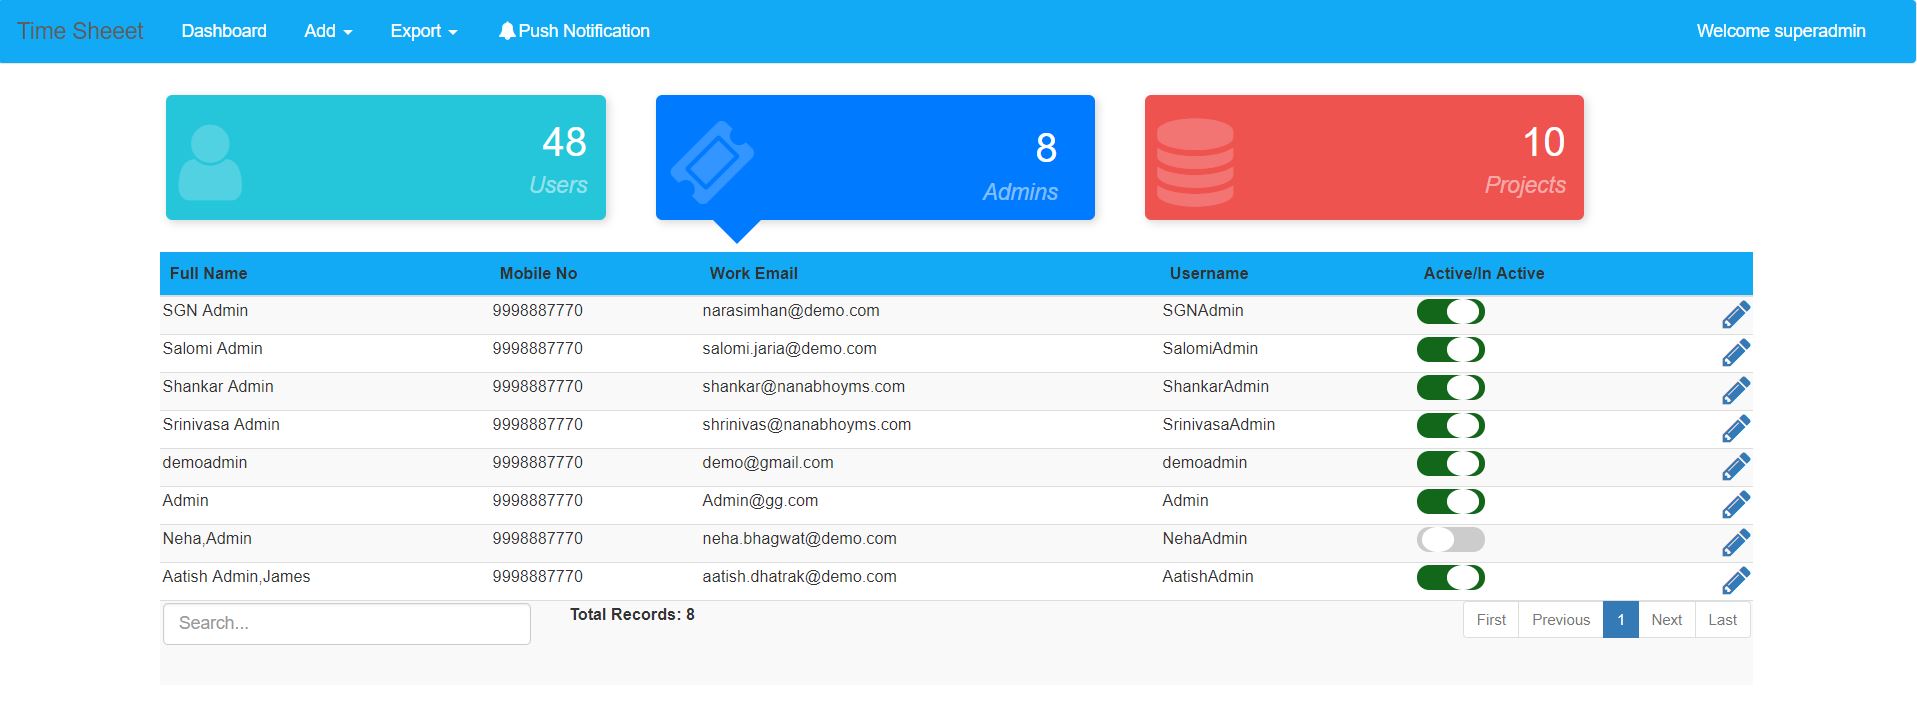 Time Sheeet Dashboard Add Export Push Notification Welcome superadmin
48
Users
8
Admins
10
Projects
Full Name Mobile No Work Email Username Active/In Active
SGN Admin 9998887770 narasimhan@demo.com SGNAdmin
Salomi Admin 9998887770 salomi.jaria@demo.com SalomiAdmin
Shankar Admin 9998887770 shankar@nanabhoyms.com ShankarAdmin
Srinivasa Admin 9998887770 shrinivas@nanabhoyms.com SrinivasaAdmin
demoadmin 9998887770 demo@gmail.com demoadmin
Admin 9998887770 Admin@gg.com Admin
Neha,Admin 9998887770 neha.bhagwat@demo.com NehaAdmin
Aatish Admin,James 9998887770 aatish.dhatrak@demo.com AatishAdmin
Search... Total Records: 8 First Previous 1 Next Last